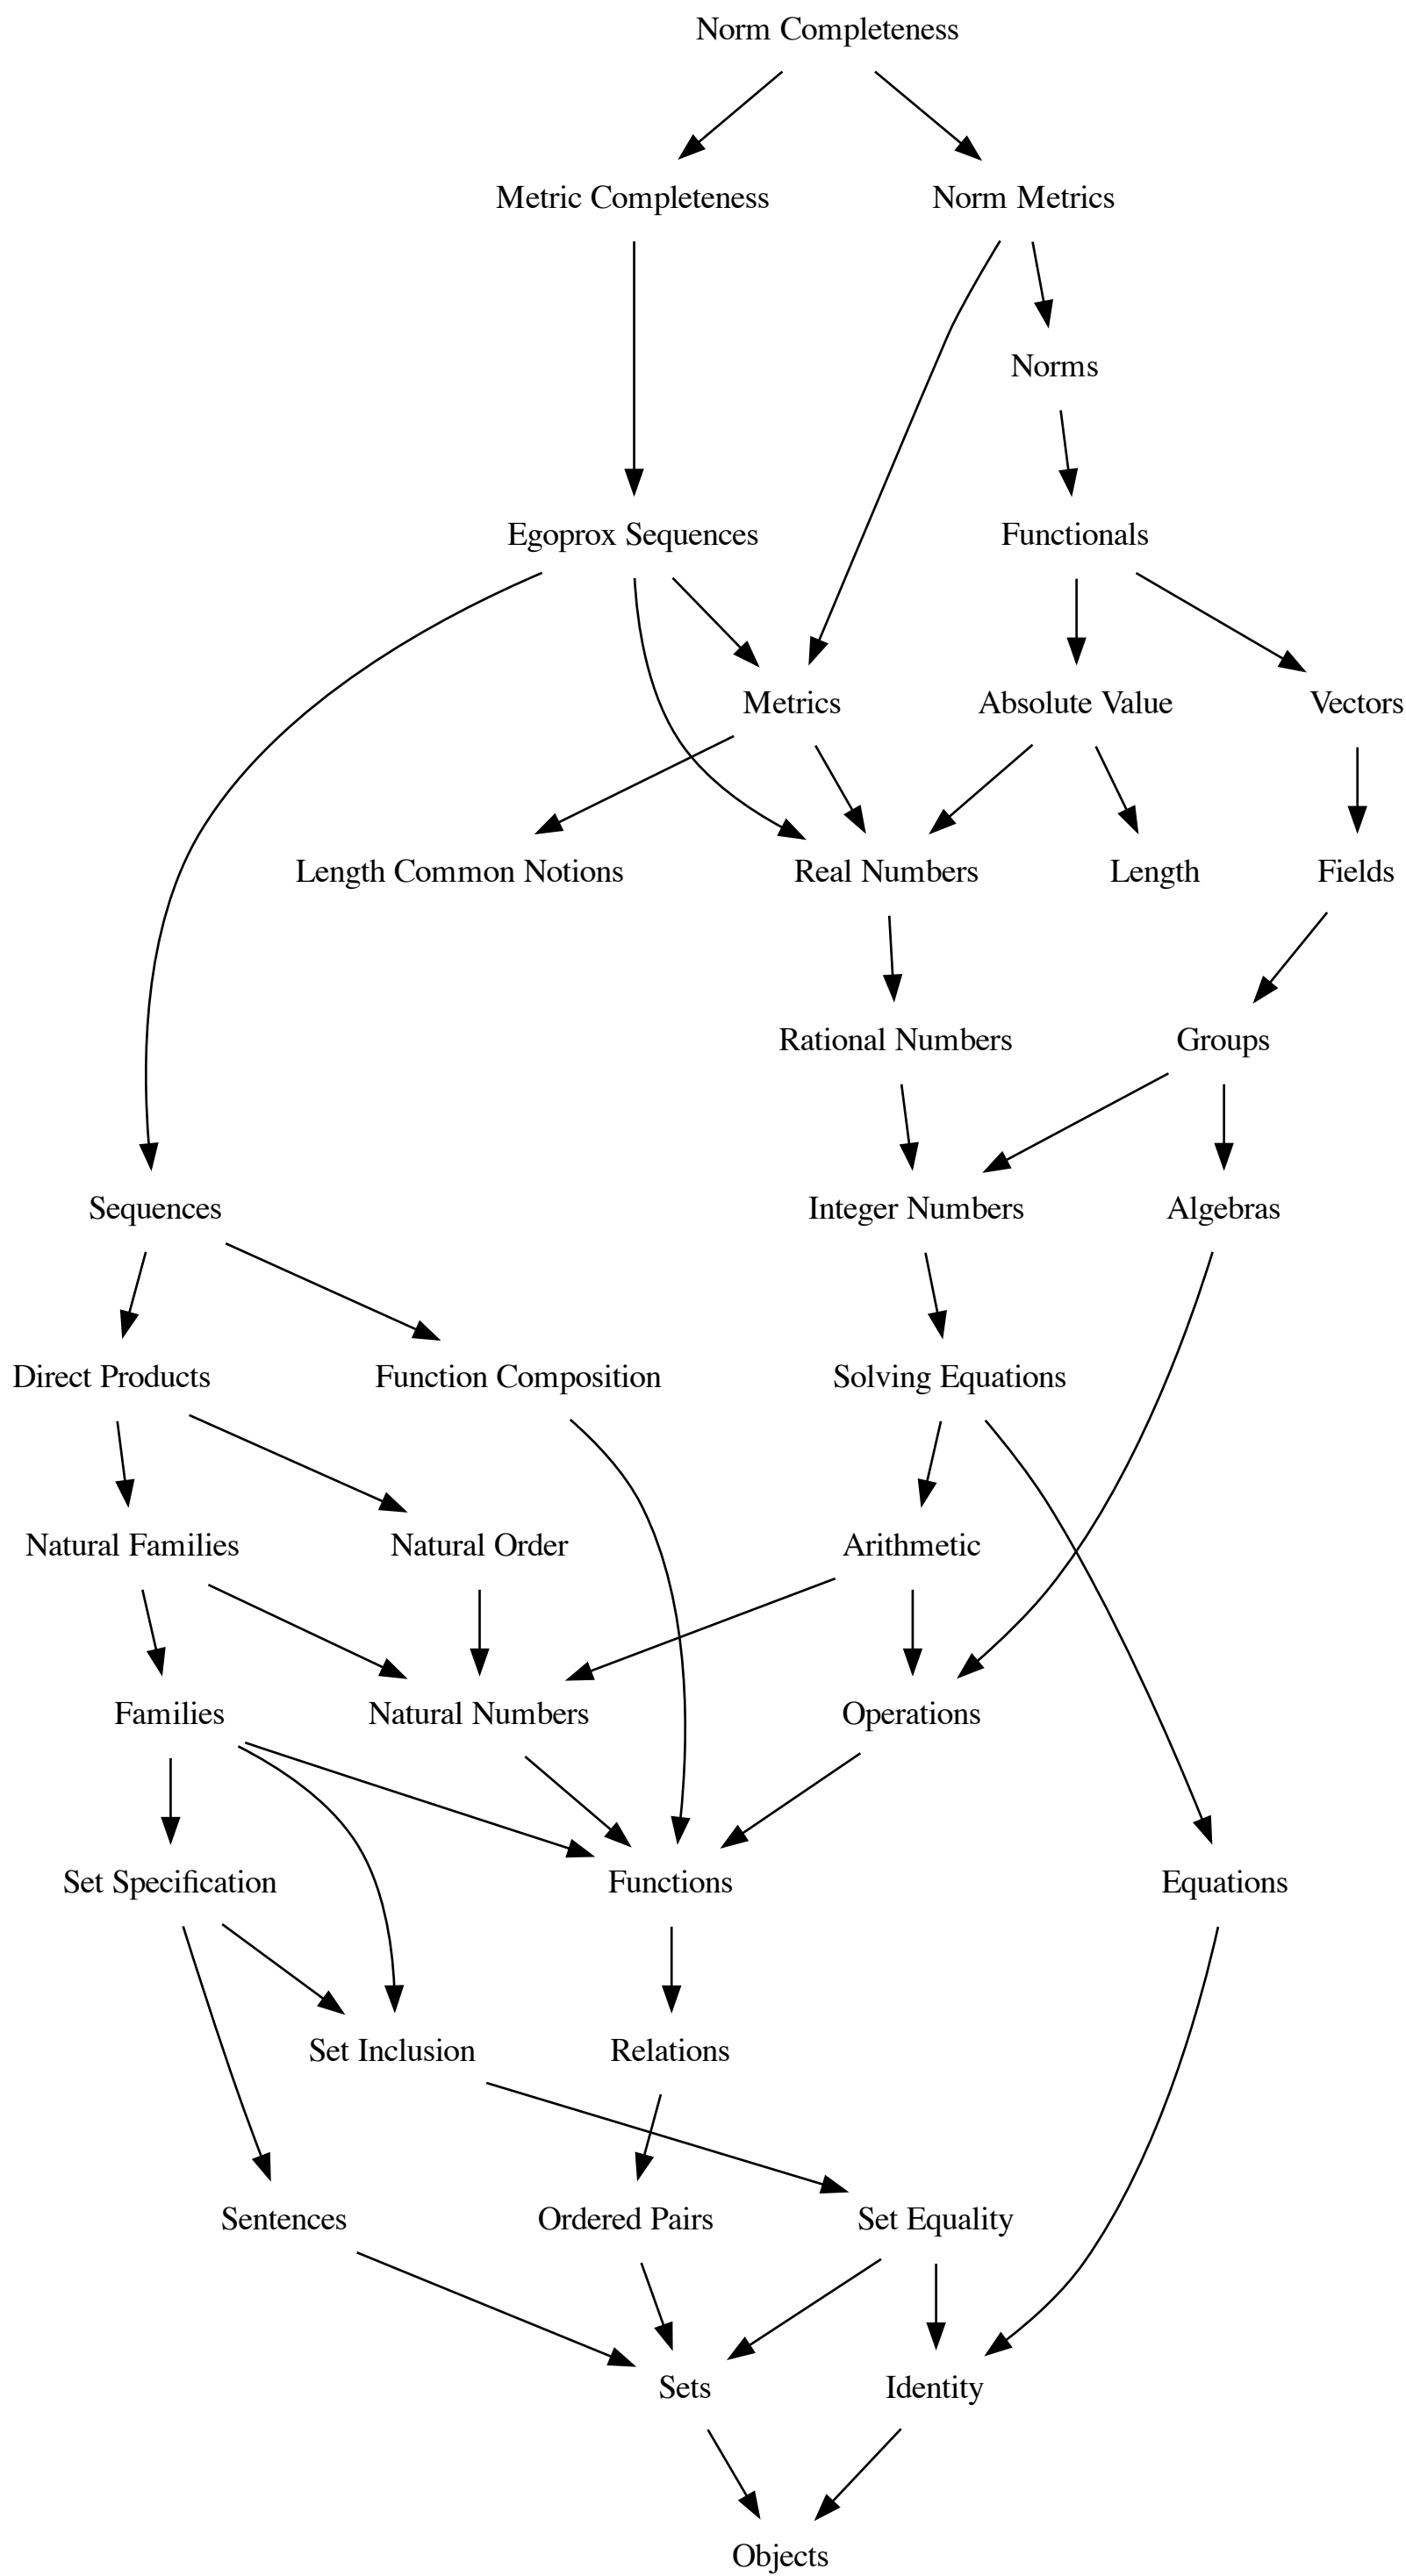 Norm Completeness
Metric Completeness
Norm Metrics
Norms
Egoprox Sequences
Functionals
Metrics
Absolute Value
Vectors
Length Common Notions
Real Numbers
Length
Fields
Rational Numbers
Groups
Sequences
Integer Numbers
Algebras
Direct Products
Function Composition
Solving Equations
Natural Families
Natural Order
Arithmetic
Families
Natural Numbers
Operations
Set Specification
Functions
Equations
Set Inclusion
Relations
Sentences
Ordered Pairs
Set Equality
Sets
Identity
Objects